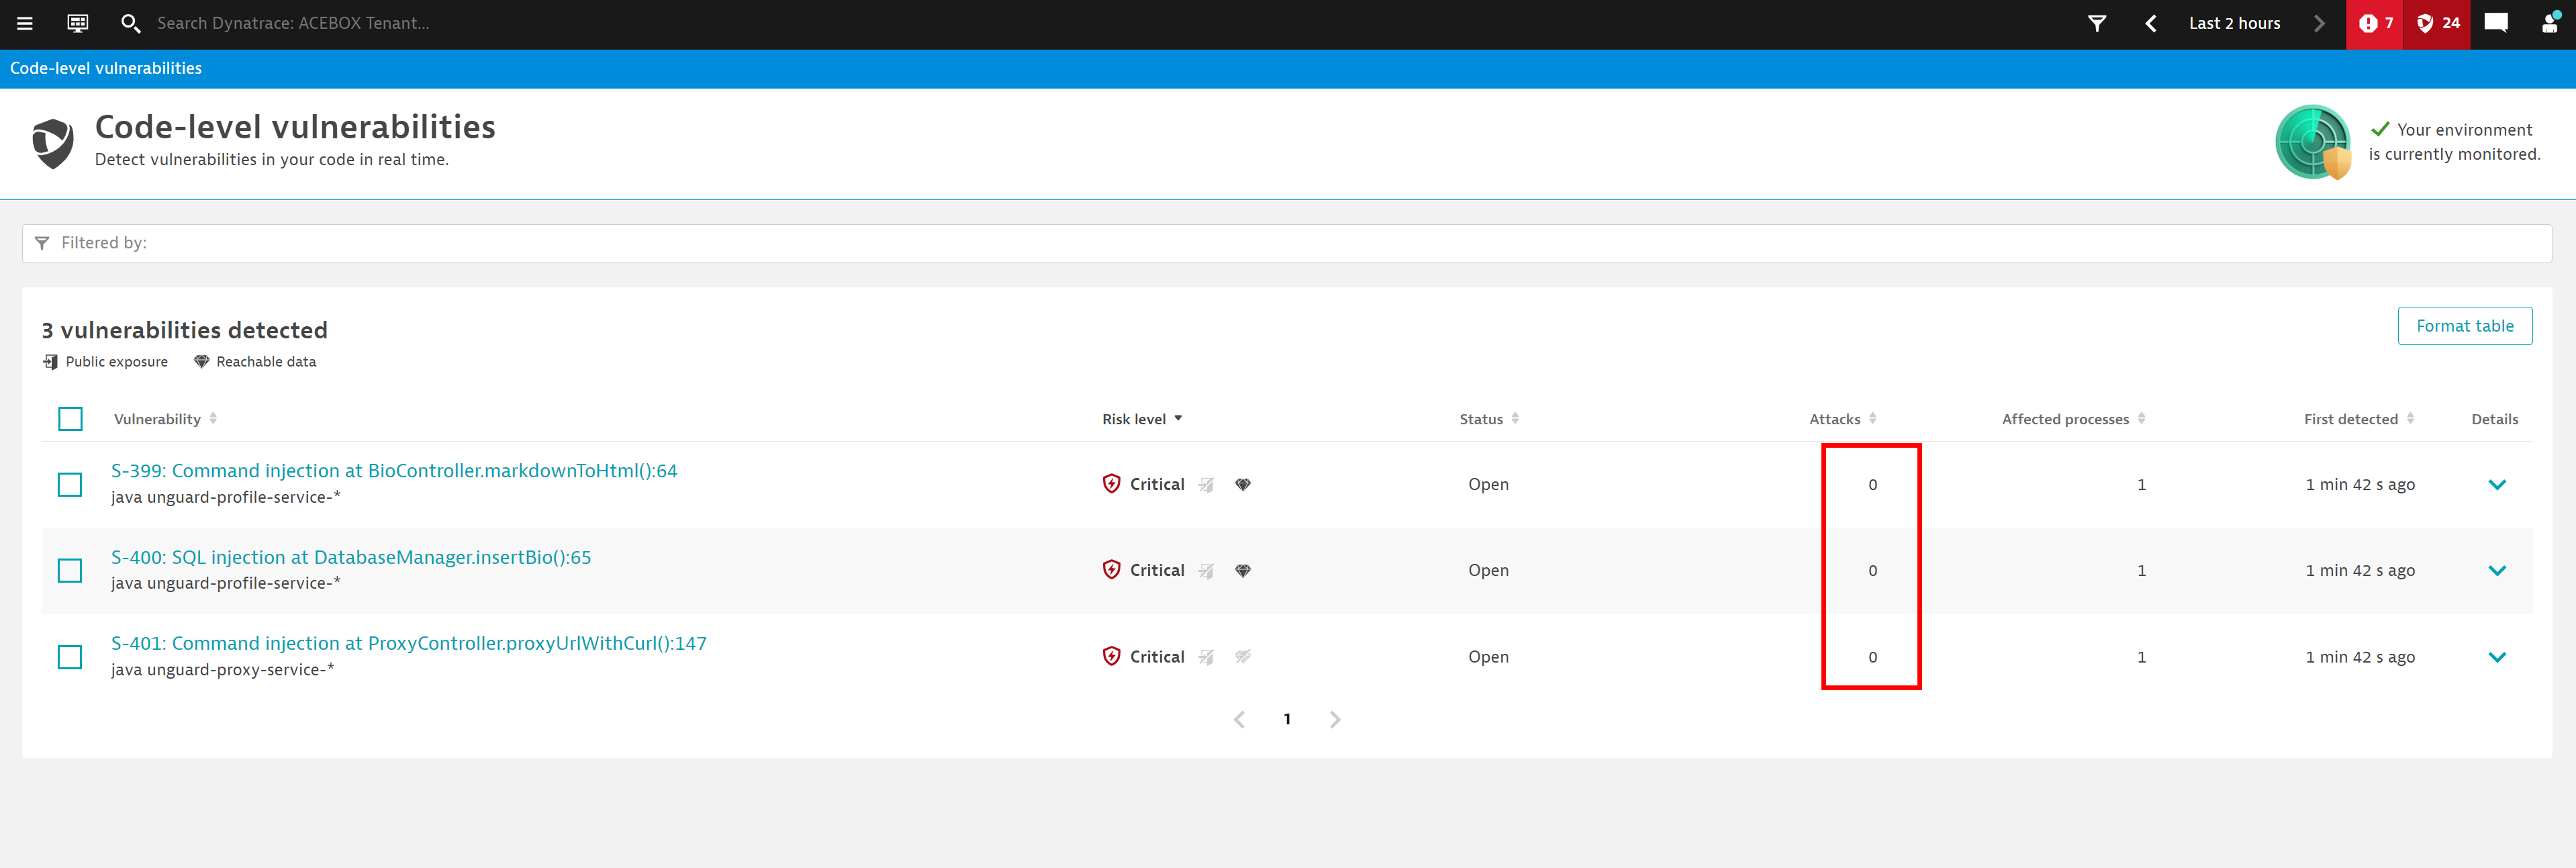 Search Dynatrace: ACEBOX Tenant...
Last 2 hours
7
24
Code-level vulnerabilities
Code-level vulnerabilities
Detect vulnerabilities in your code in real time.
Your environment
is currently monitored.
Filtered by:
3 vulnerabilities detected
Format table
Public exposure Reachable data
Vulnerability Risk level Status Attacks Affected processes First detected Details
S-399: Command injection at BioController.markdownToHtml():64
java unguard-profile-service-*
Critical Open 0 1 1 min 42 s ago
S-400: SQL injection at DatabaseManager.insertBio():65
java unguard-profile-service-*
Critical Open 0 1 1 min 42 s ago
S-401: Command injection at ProxyController.proxyUrlWithCurl():147
java unguard-proxy-service-*
Critical Open 0 1 1 min 42 s ago
1